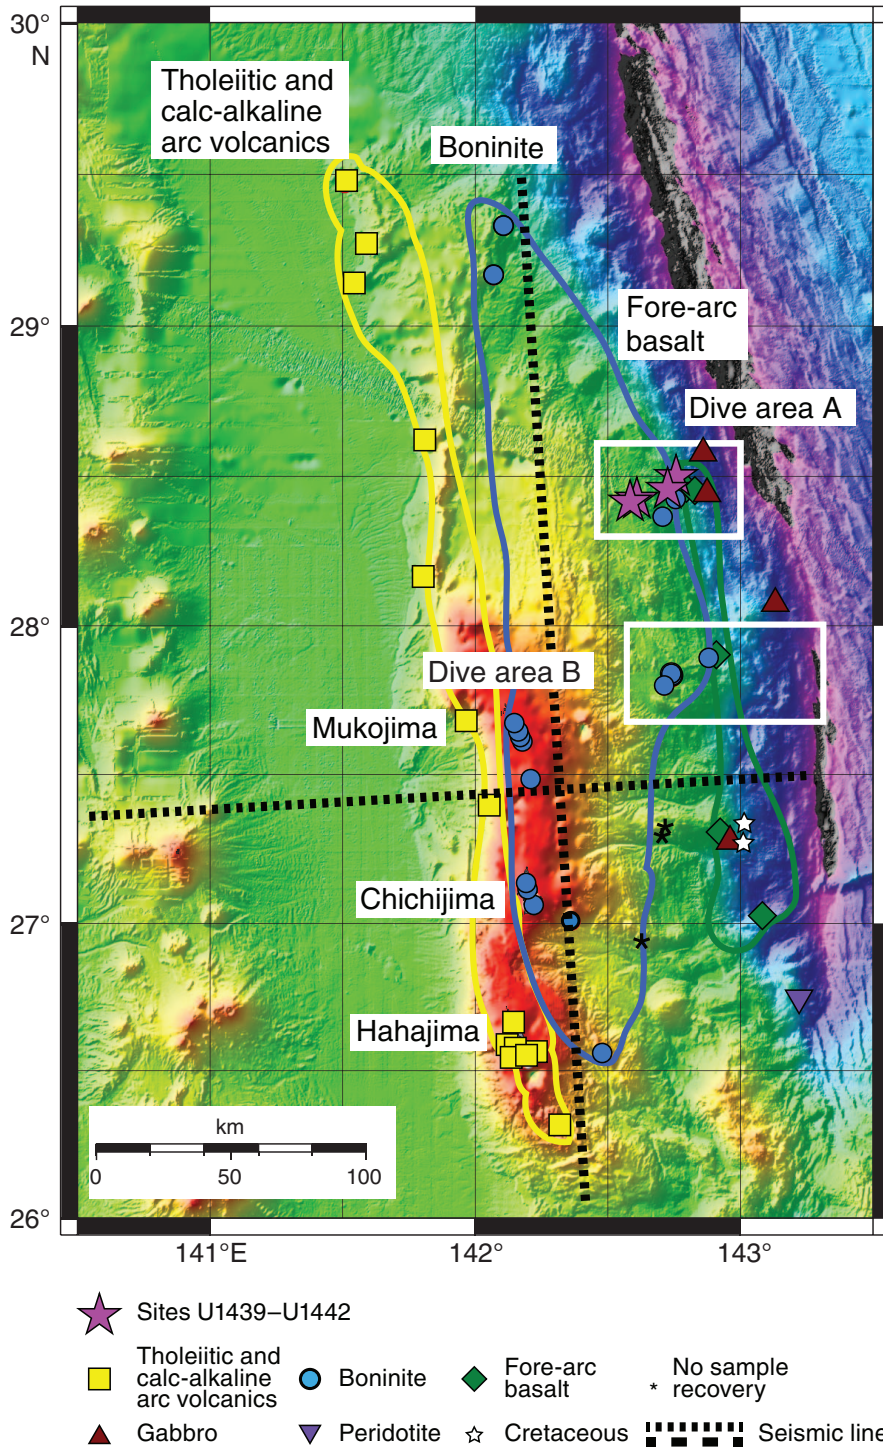 30°
N
Tholeiitic and
calc-alkaline
arc volcanics
Boninite
29°
Fore-arc
basalt
Dive area A
28°
Dive area B
Mukojima
27°
Chichijima
Hahajima
km
0 50 100
26°
141°E 142° 143°
Sites U1439–U1442
Tholeiitic and
calc-alkaline
arc volcanics
Boninite
Fore-arc
basalt
No sample
recovery
Gabbro
Peridotite
Cretaceous
Seismic line